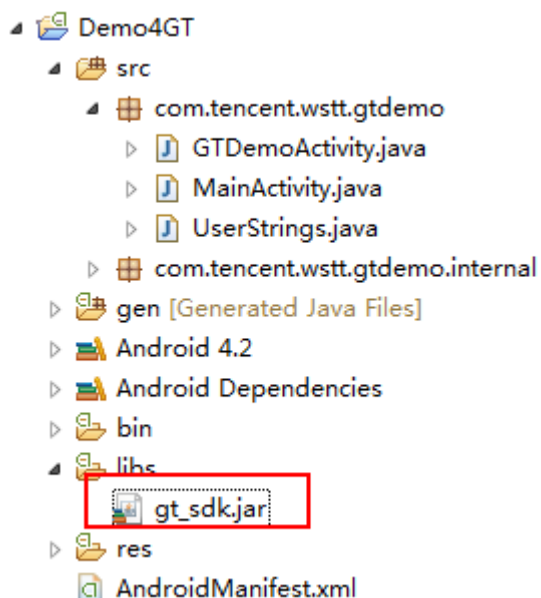 Demo4GT
src
com.tencent.wstt.gtdemo
GTDemoActivity.java
MainActivity.java
UserStrings.java
com.tencent.wstt.gtdemo.internal
gen [Generated Java Files]
Android 4.2
Android Dependencies
bin
libs
gt_sdk.jar
res
AndroidManifest.xml